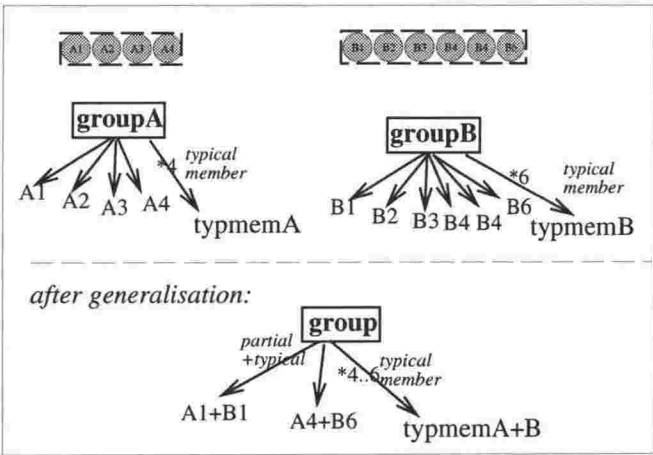 A1 A2 A3 A4
B1 B2 B3 B4 B4 B6
groupA
*4 typical
member
A1 A2 A3 A4
typmemA
groupB
*6 typical
member
B1 B2 B3 B4 B4 B6
typmemB
after generalisation:
group
partial
+typical
*4..6 typical
member
A1+B1
A4+B6
typmemA+B